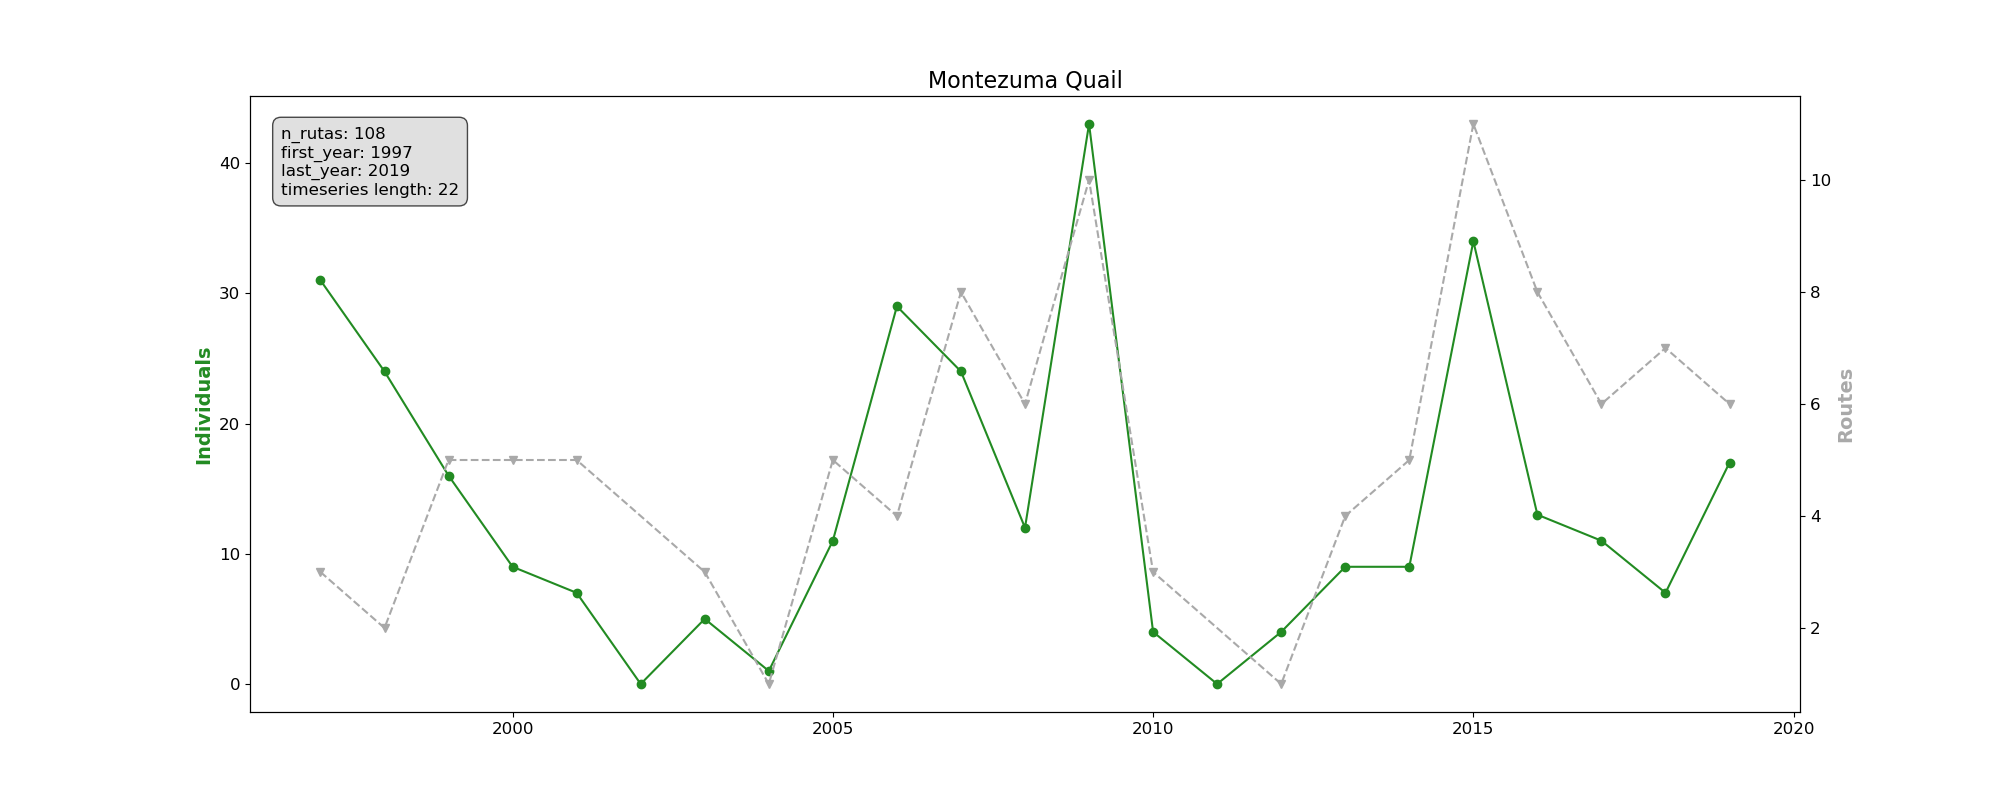 Montezuma Quail
n_rutas: 108
first_year: 1997
last_year: 2019
timeseries length: 22
40
30
20
10
0
Individuals
10
8
6
4
2
Routes
2000
2005
2010
2015
2020